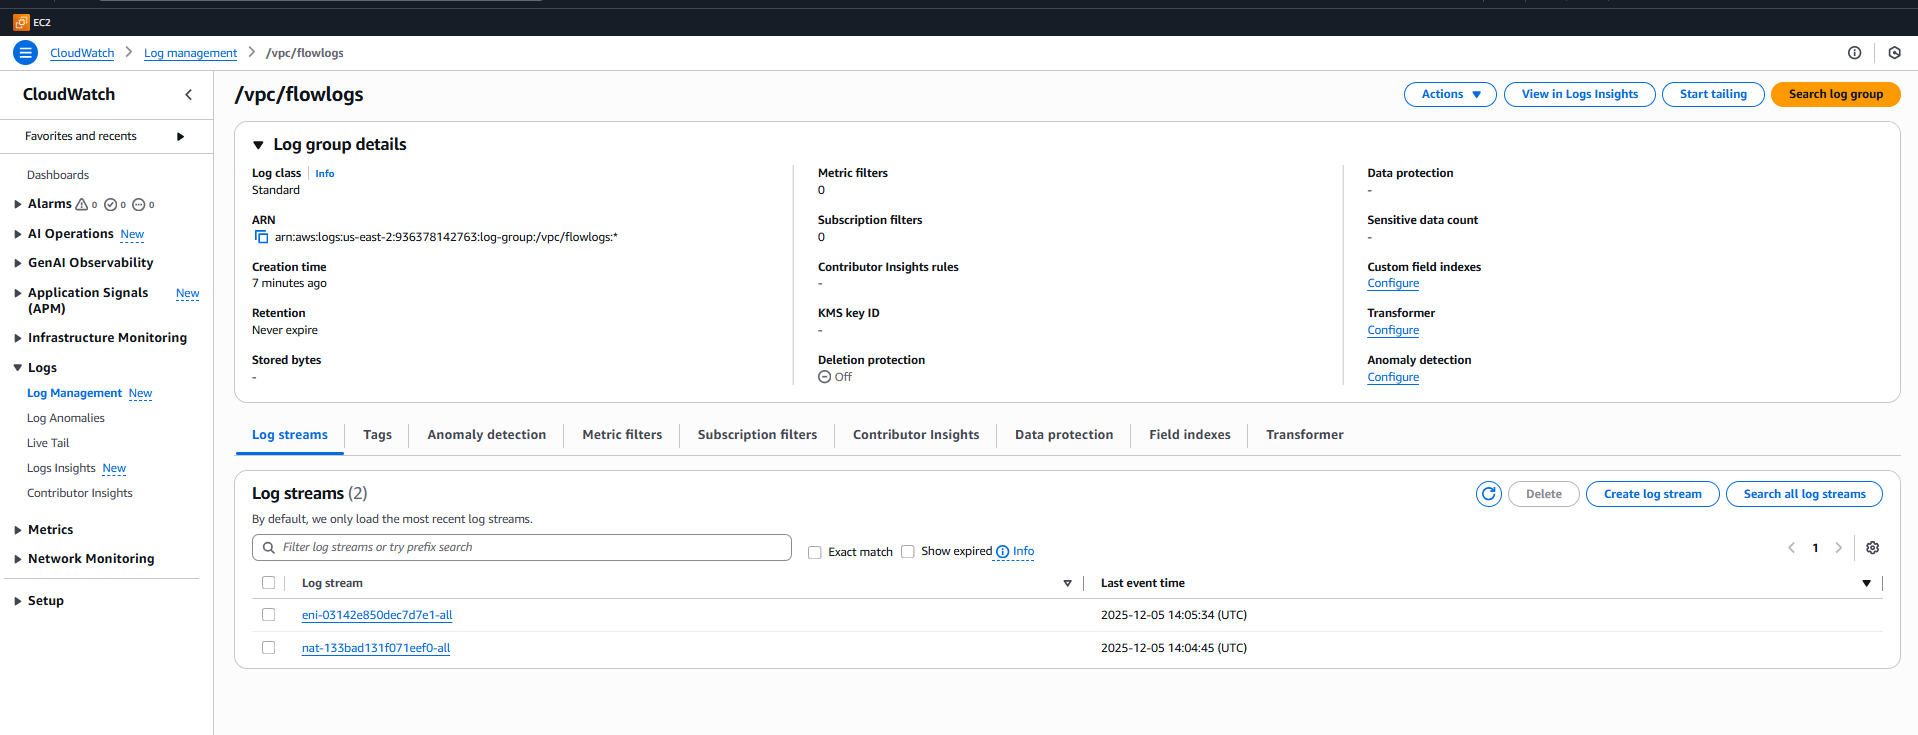 EC2
CloudWatch > Log management > /vpc/flowlogs
CloudWatch
Favorites and recents
Dashboards
Alarms 0 0 0
AI Operations New
GenAI Observability
Application Signals (APM) New
Infrastructure Monitoring
Logs
Log Management New
Log Anomalies
Live Tail
Logs Insights New
Contributor Insights
Metrics
Network Monitoring
Setup
/vpc/flowlogs
Actions View in Logs Insights Start tailing Search log group
Log group details
Log class Info
Standard
ARN
arn:aws:logs:us-east-2:936378142763:log-group:/vpc/flowlogs:*
Creation time
7 minutes ago
Retention
Never expire
Stored bytes
-
Metric filters
0
Subscription filters
0
Contributor Insights rules
-
KMS key ID
-
Deletion protection
Off
Data protection
-
Sensitive data count
-
Custom field indexes
Configure
Transformer
Configure
Anomaly detection
Configure
Log streams Tags Anomaly detection Metric filters Subscription filters Contributor Insights Data protection Field indexes Transformer
Log streams (2)
Delete Create log stream Search all log streams
By default, we only load the most recent log streams.
Filter log streams or try prefix search Exact match Show expired Info 1
Log stream Last event time
eni-03142e850dec7d7e1-all 2025-12-05 14:05:34 (UTC)
nat-133bad131f071eef0-all 2025-12-05 14:04:45 (UTC)